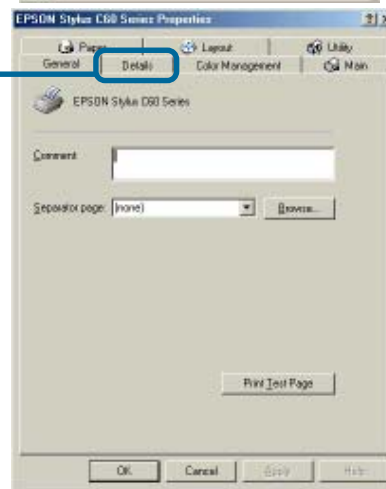 EPSON Stylus C60 Series Properties
Paper Layout Utility
General Details Color Management Main
EPSON Stylus C60 Series
Comment:
Separator page: (none) Browse...
Print Test Page
OK Cancel Apply Help